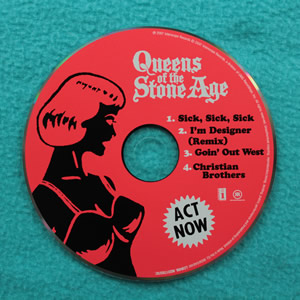 Queens
of the
Stone Age
1. Sick, Sick, Sick
2. I'm Designer
(Remix)
3. Goin' Out West
4. Christian
Brothers
ACT
NOW